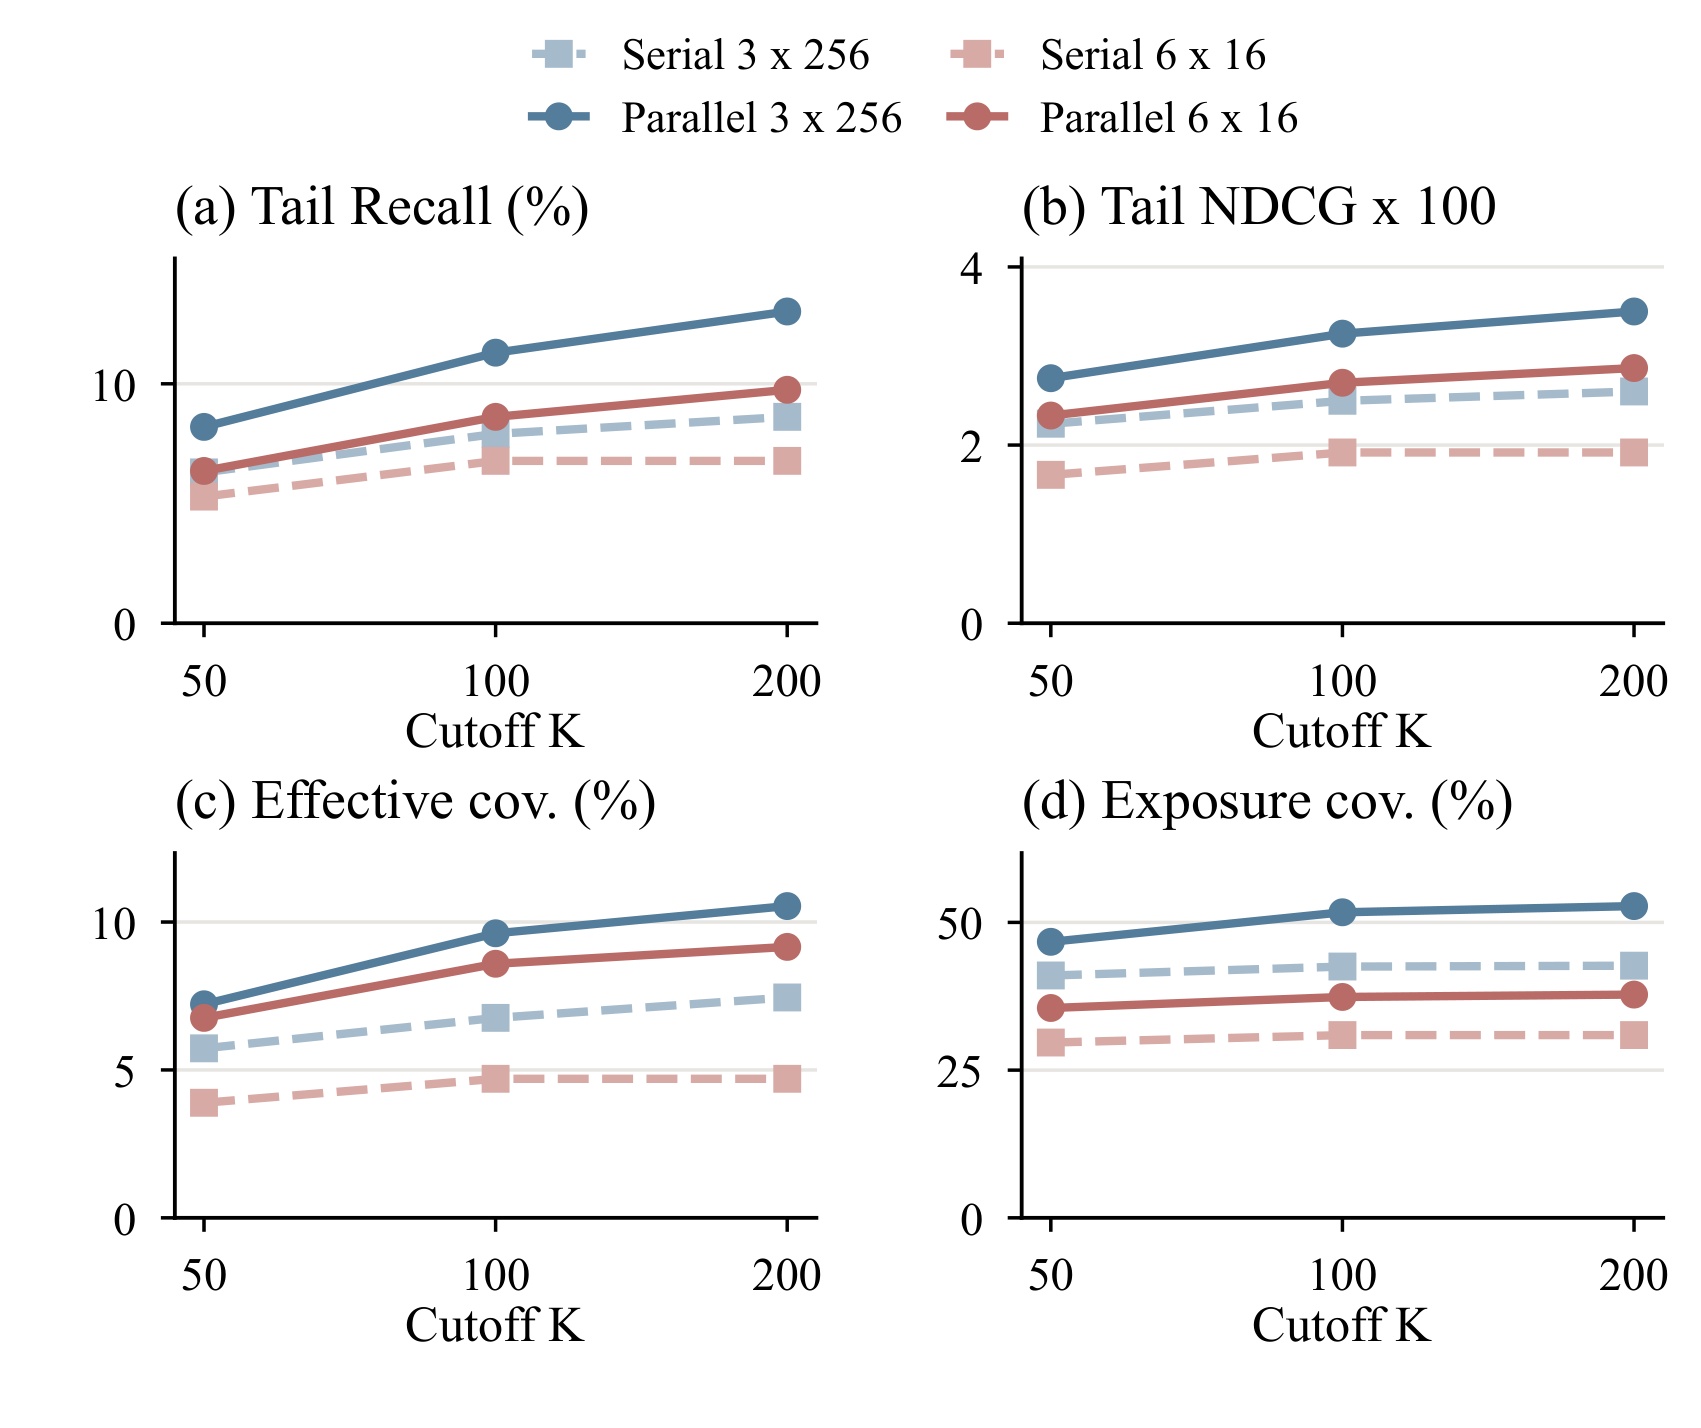 Serial 3 x 256
Serial 6 x 16
Parallel 3 x 256
Parallel 6 x 16
(a) Tail Recall (%)
10
0
50 100 200
Cutoff K
(b) Tail NDCG x 100
4
2
0
50 100 200
Cutoff K
(c) Effective cov. (%)
10
5
0
50 100 200
Cutoff K
(d) Exposure cov. (%)
50
25
0
50 100 200
Cutoff K